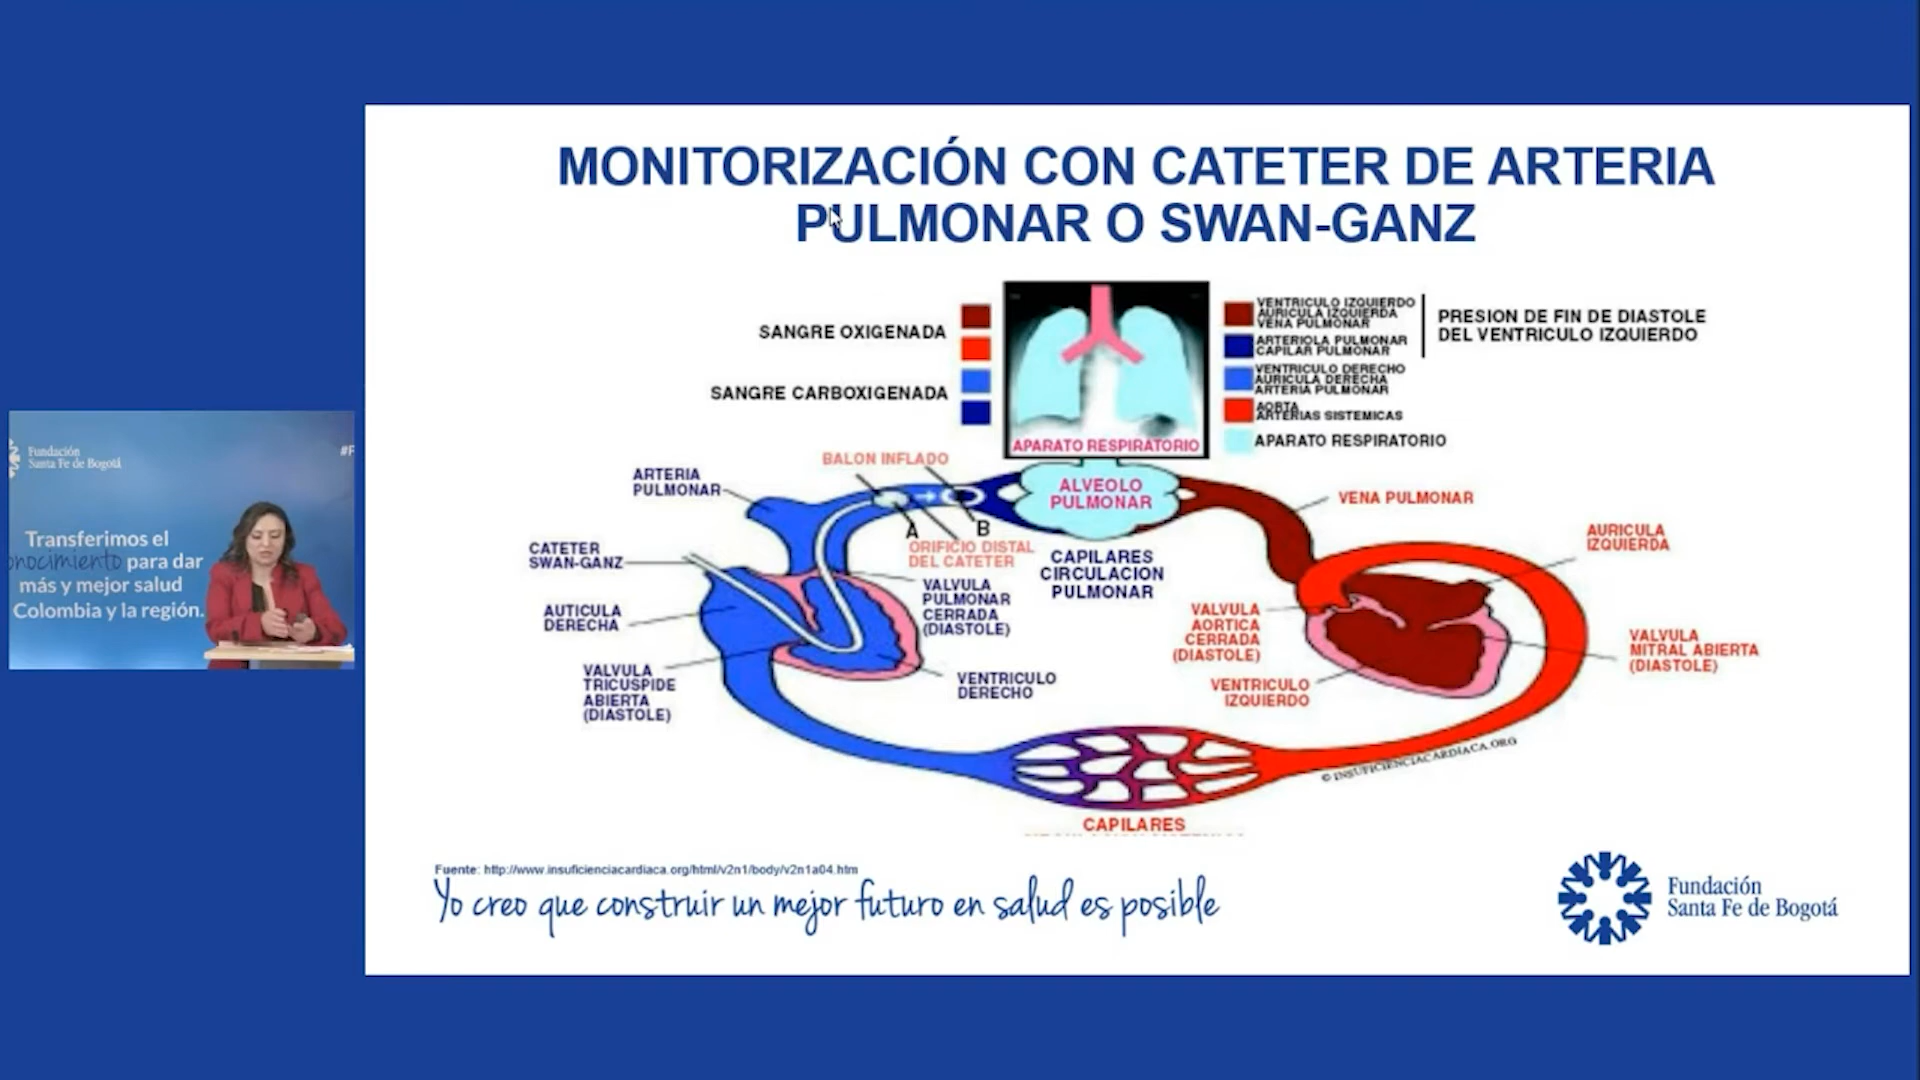 MONITORIZACIÓN CON CATETER DE ARTERIA
PULMONAR O SWAN-GANZ
SANGRE OXIGENADA
SANGRE CARBOXIGENADA
APARATO RESPIRATORIO
VENTRICULO IZQUIERDO
AURICULA IZQUIERDA
VENA PULMONAR
ARTERIOLA PULMONAR
CAPILAR PULMONAR
VENTRICULO DERECHO
AURICULA DERECHA
ARTERIA PULMONAR
AORTA
ARTERIAS SISTEMICAS
APARATO RESPIRATORIO
PRESION DE FIN DE DIASTOLE
DEL VENTRICULO IZQUIERDO
BALON INFLADO
ARTERIA
PULMONAR
ALVEOLO
PULMONAR
VENA PULMONAR
A
B
ORIFICIO DISTAL
DEL CATETER
AURICULA
IZQUIERDA
CATETER
SWAN-GANZ
CAPILARES
CIRCULACION
PULMONAR
VALVULA
PULMONAR
CERRADA
(DIASTOLE)
AUTICULA
DERECHA
VALVULA
AORTICA
CERRADA
(DIASTOLE)
VALVULA
MITRAL ABIERTA
(DIASTOLE)
VALVULA
TRICUSPIDE
ABIERTA
(DIASTOLE)
VENTRICULO
DERECHO
VENTRICULO
IZQUIERDO
© INSUFICIENCIACARDIACA.ORG
CAPILARES
Fuente: http://www.insuficienciacardiaca.org/html/v2n1/body/v2n1a04.htm
Yo creo que construir un mejor futuro en salud es posible
Fundación
Santa Fe de Bogotá
Fundación
Santa Fe de Bogotá
#F
Transferimos el
onocimiento para dar
más y mejor salud
Colombia y la región.